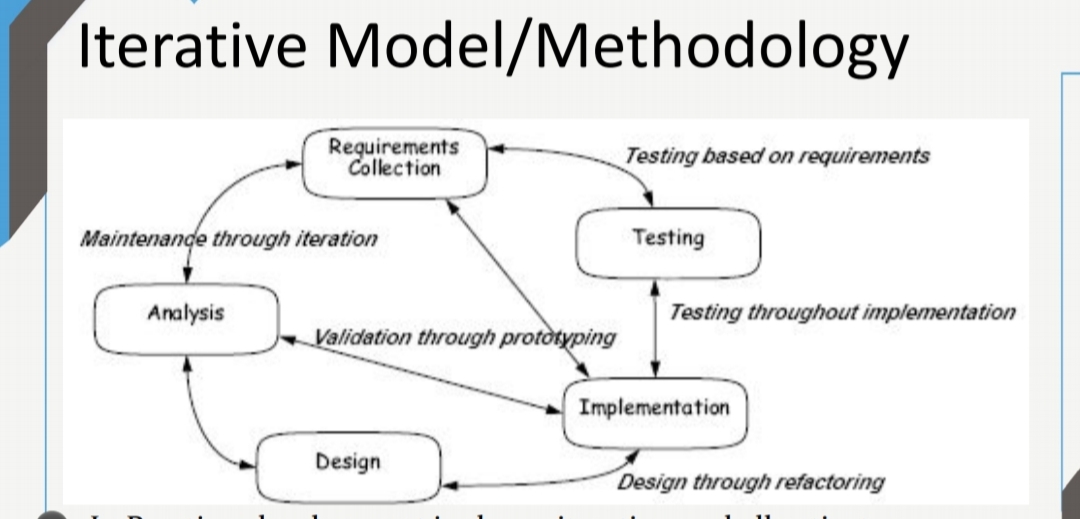 Iterative Model/Methodology
Requirements
Collection
Testing based on requirements
Maintenance through iteration
Testing
Analysis
Testing throughout implementation
Validation through prototyping
Implementation
Design
Design through refactoring